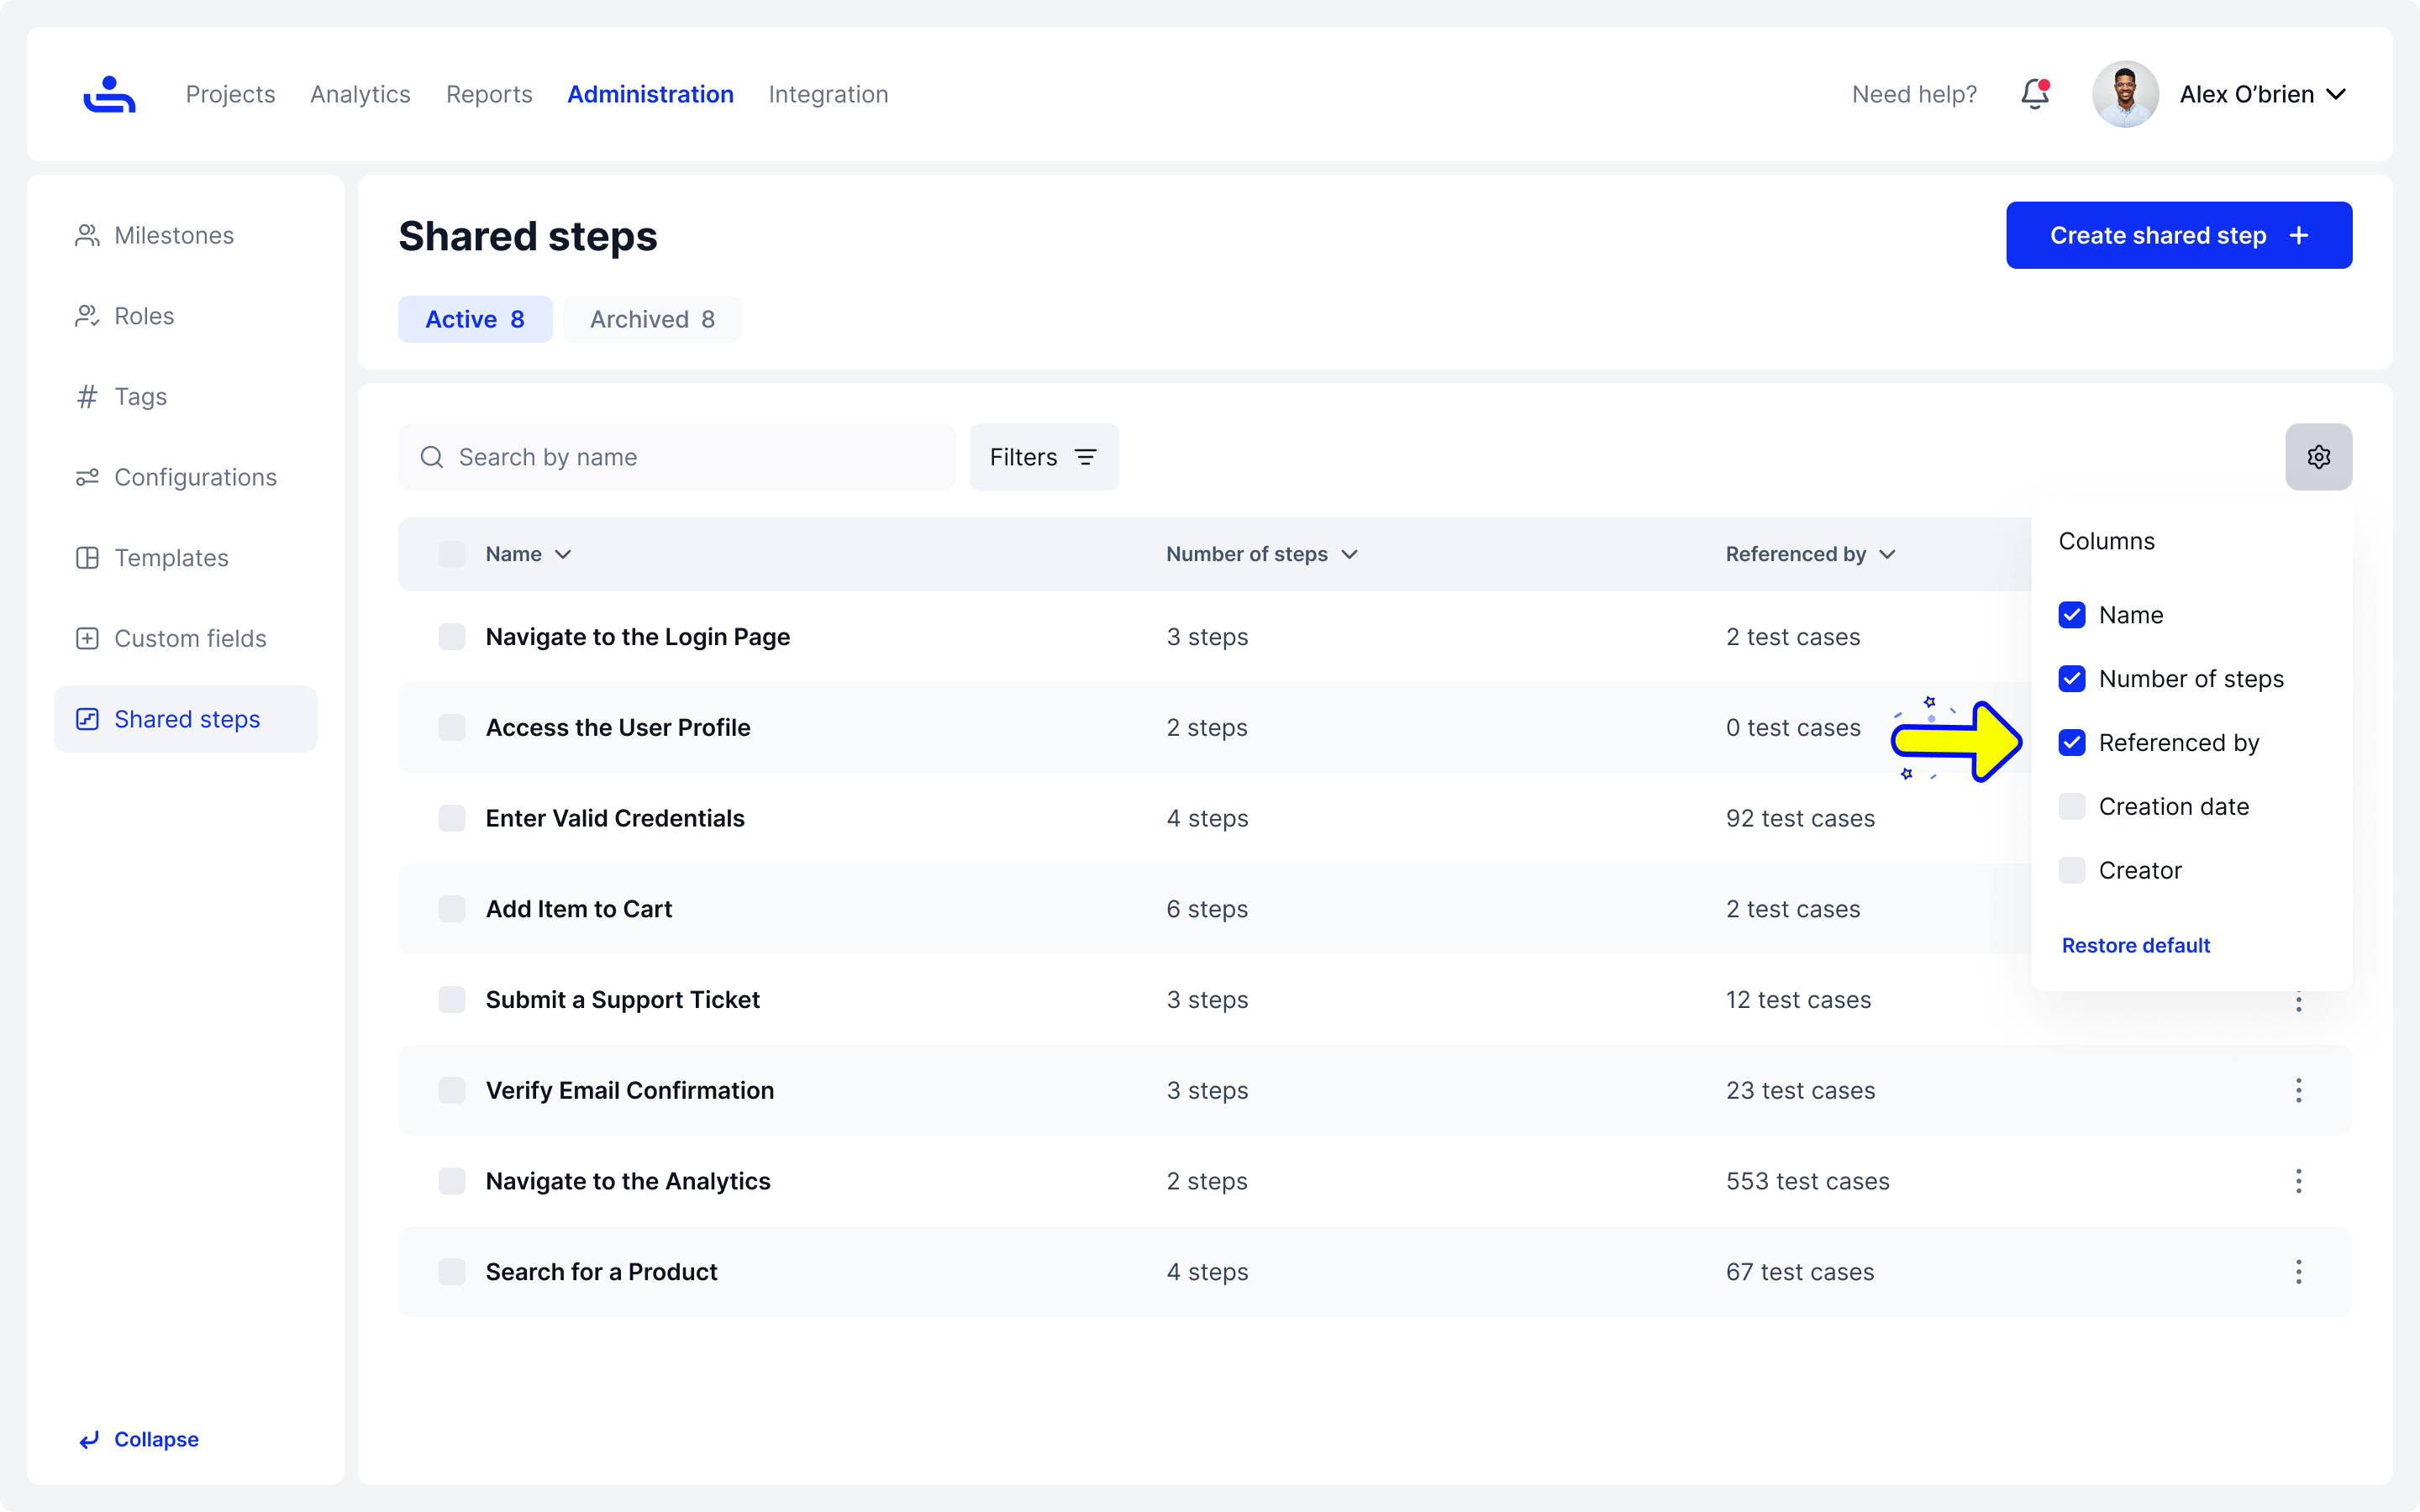 Projects Analytics Reports Administration Integration Need help? Alex O’brien
Milestones
Roles
Tags
Configurations
Templates
Custom fields
Shared steps
Collapse
Shared steps
Create shared step
Active 8 Archived 8
Search by name Filters
Name Number of steps Referenced by
Navigate to the Login Page 3 steps 2 test cases
Access the User Profile 2 steps 0 test cases
Enter Valid Credentials 4 steps 92 test cases
Add Item to Cart 6 steps 2 test cases
Submit a Support Ticket 3 steps 12 test cases
Verify Email Confirmation 3 steps 23 test cases
Navigate to the Analytics 2 steps 553 test cases
Search for a Product 4 steps 67 test cases
Columns
Name
Number of steps
Referenced by
Creation date
Creator
Restore default